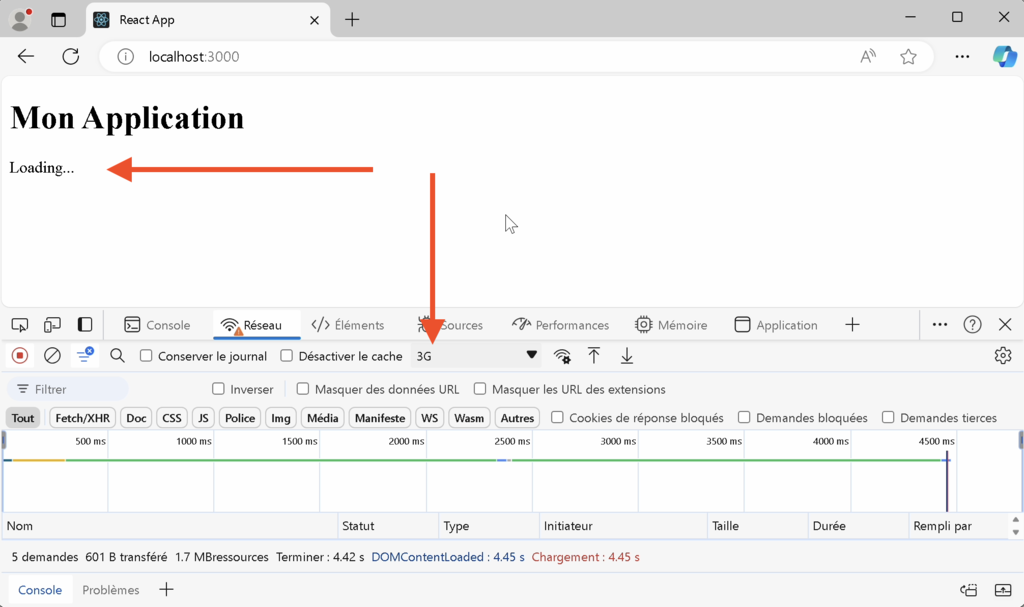 React App
localhost:3000
Mon Application
Loading...
Console Réseau Éléments Sources Performances Mémoire Application
Conserver le journal Désactiver le cache 3G
Filtrer Inverser Masquer des données URL Masquer les URL des extensions
Tout Fetch/XHR Doc CSS JS Police Img Média Manifeste WS Wasm Autres Cookies de réponse bloqués Demandes bloquées Demandes tierces
500 ms 1000 ms 1500 ms 2000 ms 2500 ms 3000 ms 3500 ms 4000 ms 4500 ms
Nom Statut Type Initiateur Taille Durée Rempli par
5 demandes 601 B transféré 1.7 MBressources Terminer : 4.42 s DOMContentLoaded : 4.45 s Chargement : 4.45 s
Console Problèmes